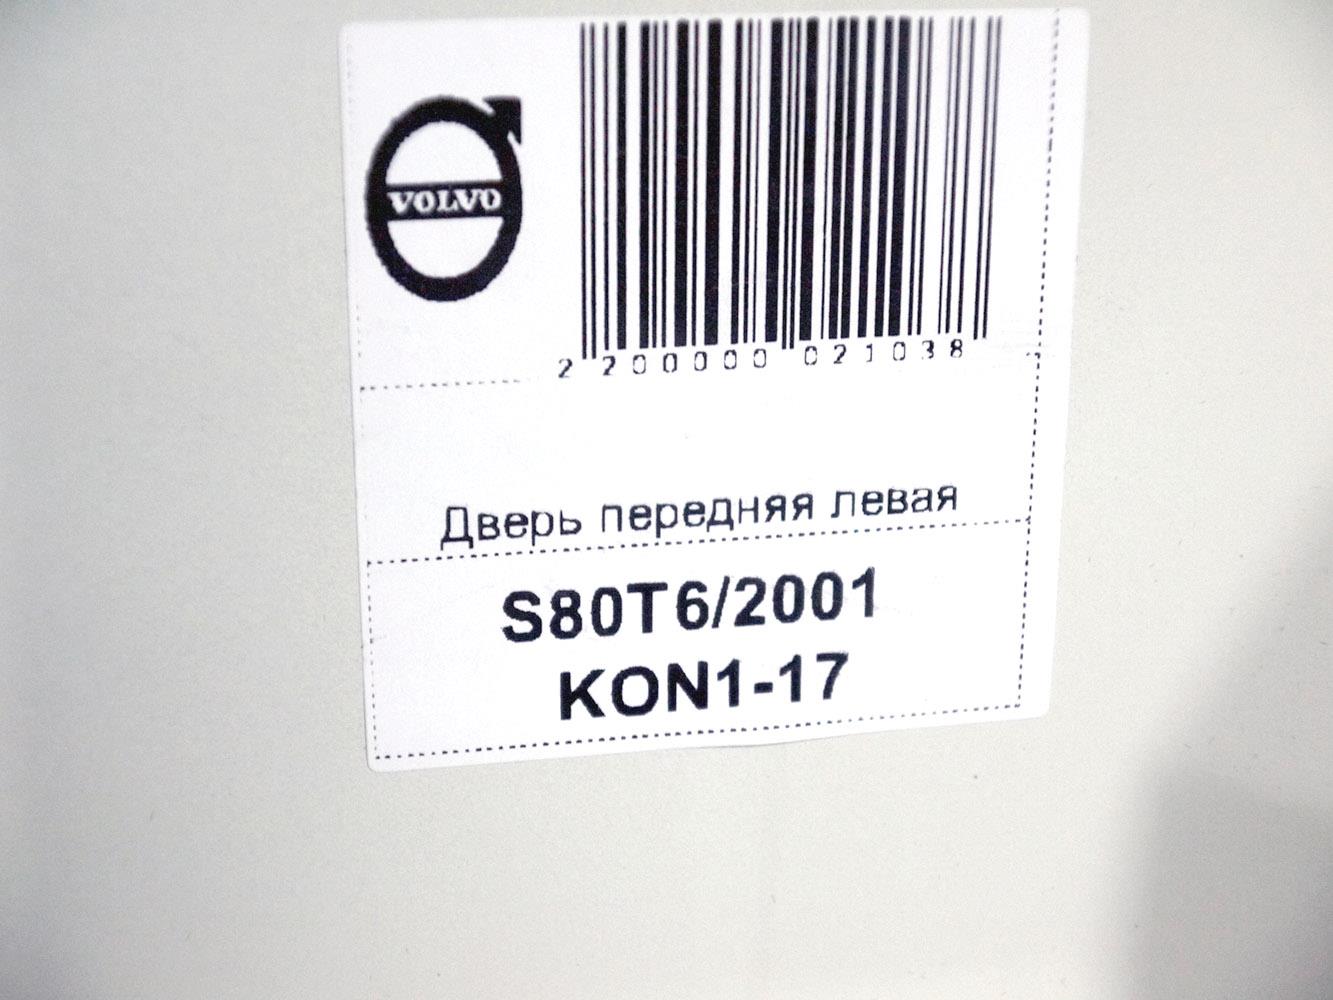 VOLVO
2 200000 021038
Дверь передняя левая
S80T6/2001
KON1-17